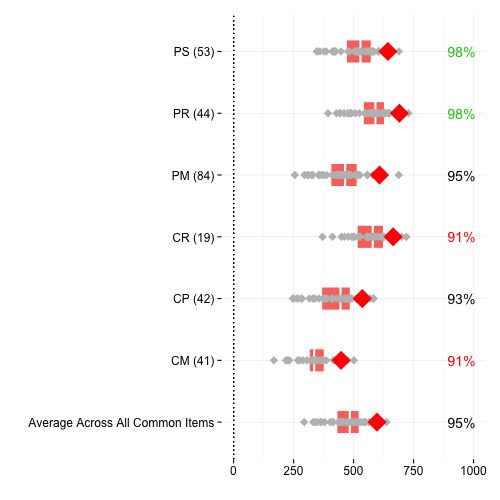 PS (53) 98%
PR (44) 98%
PM (84) 95%
CR (19) 91%
CP (42) 93%
CM (41) 91%
Average Across All Common Items 95%
0 250 500 750 1000